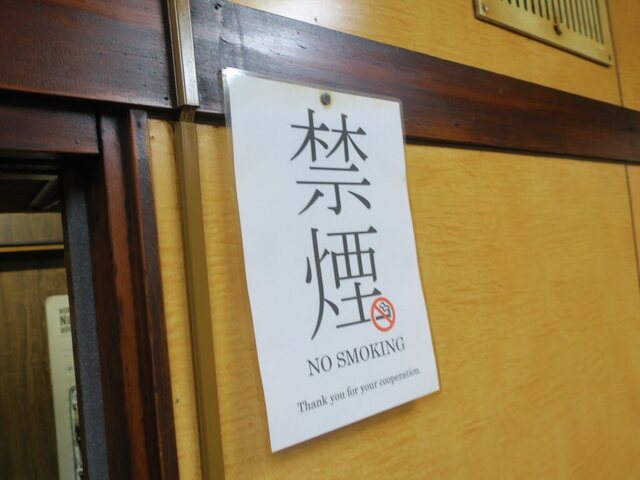 禁
煙
NO SMOKING
Thank you for your cooperation.